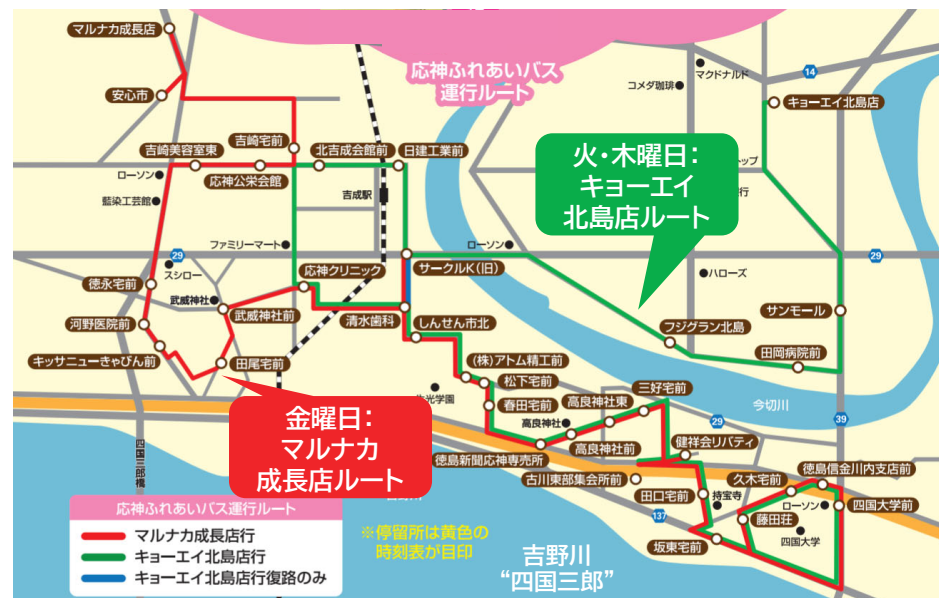 応神ふれあいバス
運行ルート
マルナカ成長店
安心市
吉崎宅前
吉崎美容室東
応神公栄会館
北吉成会館前
日建工業前
ローソン
藍染工芸館
吉成駅
コメダ珈琲
マクドナルド
14
キョーエイ北島店
火・木曜日：
キョーエイ
北島店ルート
ファミリーマート
29
スシロー
ローソン
29
応神クリニック
サークルK（旧）
ハローズ
徳永宅前
武威神社
武威神社前
清水歯科
しんせん市北
フジグラン北島
サンモール
河野医院前
キッサニューきゃびん前
田尾宅前
（株）アトム精工前
田岡病院前
松下宅前
三好宅前
春田宅前
高良神社東
高良神社
今切川
29
39
金曜日：
マルナカ
成長店ルート
徳島新聞応神専売所
高良神社前
健祥会リバティ
古川東部集会所前
久木宅前
徳島信金川内支店前
四国三郎橋
田口宅前
持宝寺
ローソン
四国大学前
藤田荘
四国大学
137
坂東宅前
応神ふれあいバス運行ルート
マルナカ成長店行
キョーエイ北島店行
キョーエイ北島店行復路のみ
※停留所は黄色の
時刻表が目印
吉野川
“四国三郎”